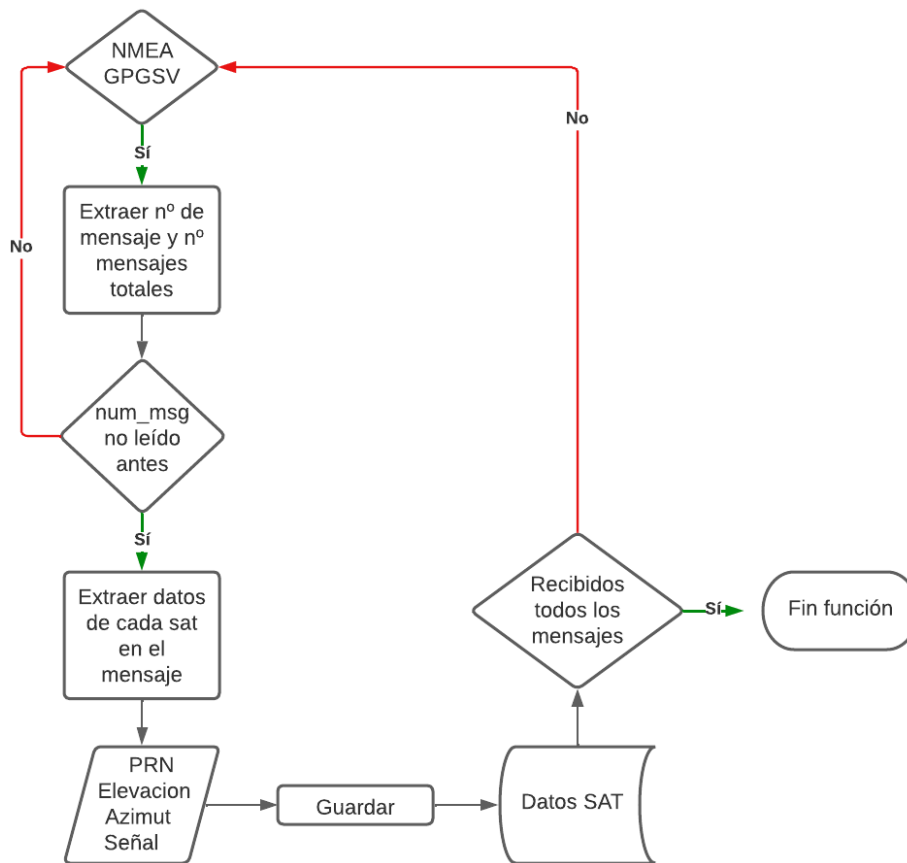 NMEA
GPGSV
Sí
Extraer nº de
mensaje y nº
mensajes
totales
No
num_msg
no leído
antes
Sí
Extraer datos
de cada sat
en el
mensaje
PRN
Elevacion
Azimut
Señal
Guardar
Datos SAT
Recibidos
todos los
mensajes
No
Sí
Fin función